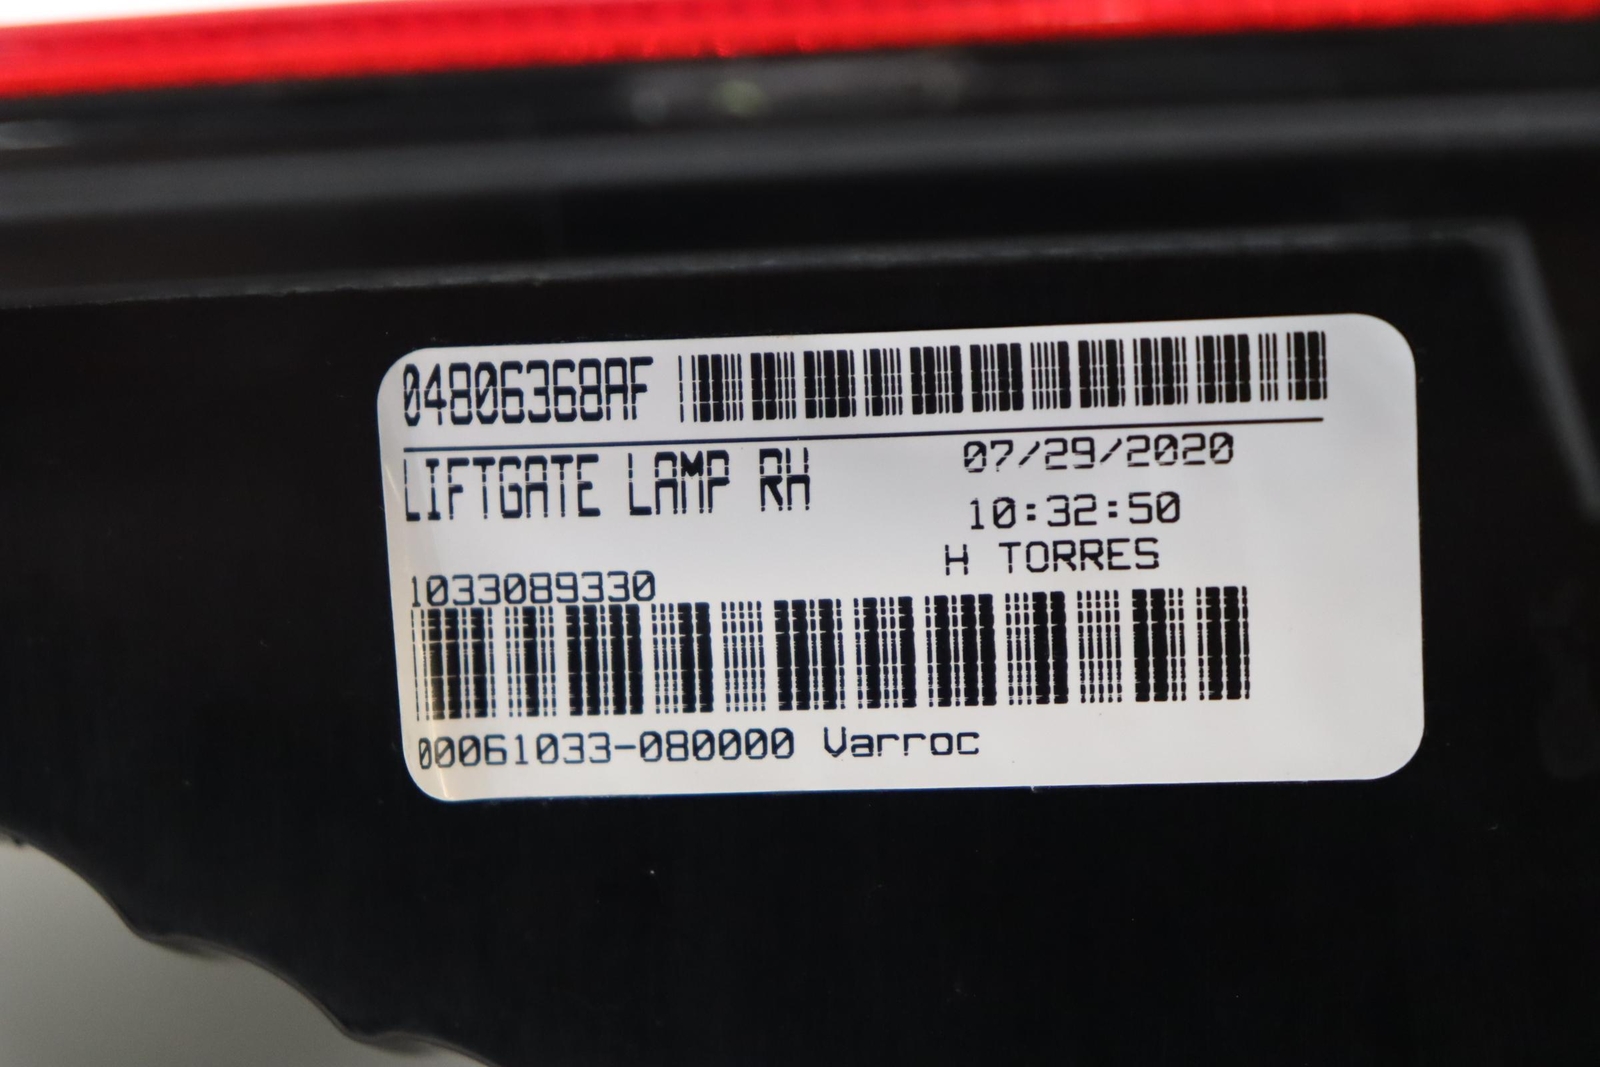 04806368AF
LIFTGATE LAMP RH
07/29/2020
10:32:50
H TORRES
1033089330
00061033-080000 Varroc